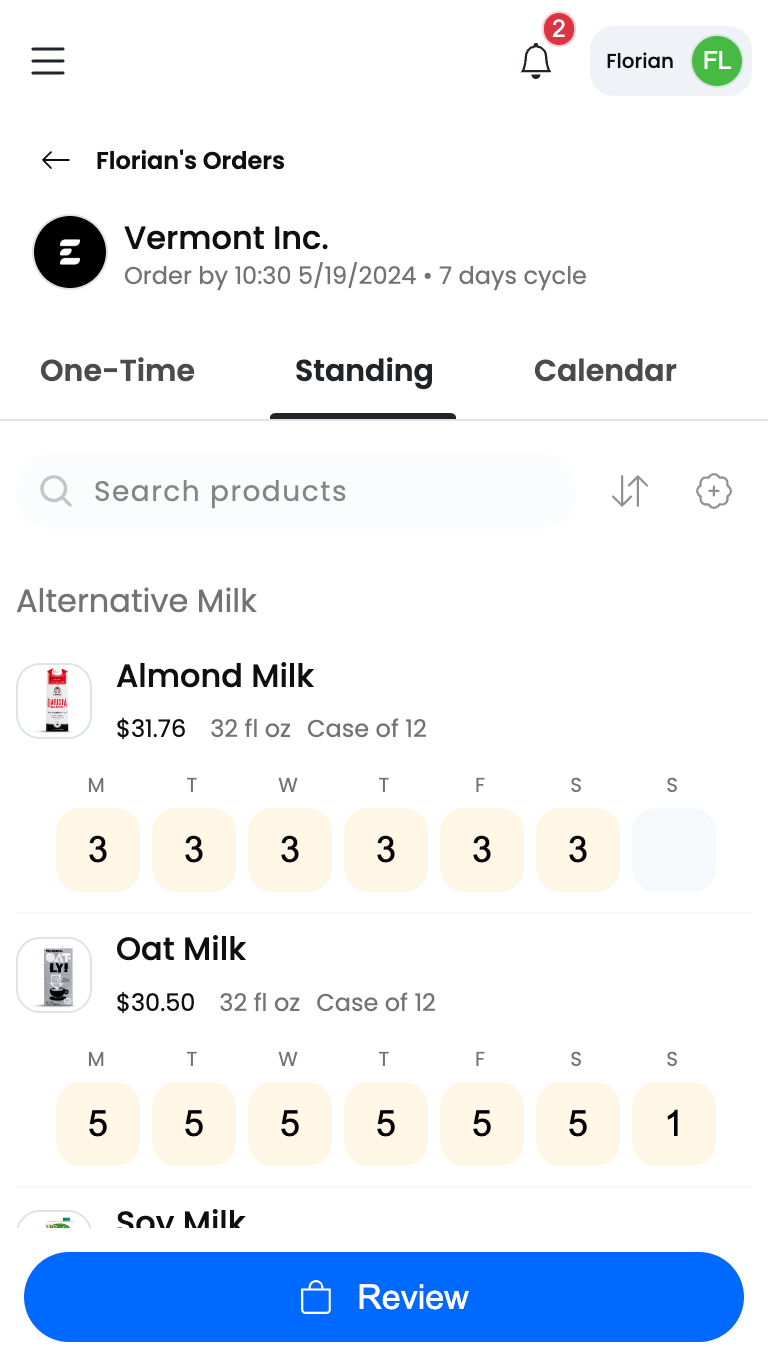 2
Florian FL
Florian's Orders
Vermont Inc.
Order by 10:30 5/19/2024 • 7 days cycle
One-Time Standing Calendar
Search products
Alternative Milk
Almond Milk
BARISTA
$31.76 32 fl oz Case of 12
M T W T F S S
3 3 3 3 3 3
Oat Milk
OAT
LY!
$30.50 32 fl oz Case of 12
M T W T F S S
5 5 5 5 5 5 1
Soy Milk
Review